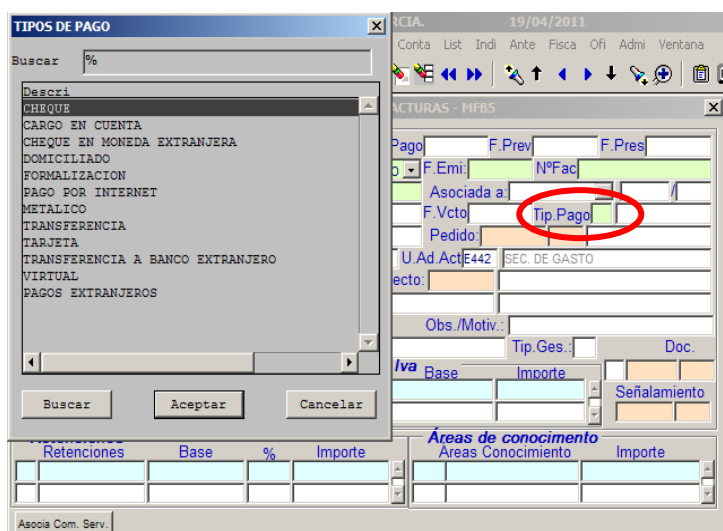 TIPOS DE PAGO
Buscar %
Descri
CHEQUE
CARGO EN CUENTA
CHEQUE EN MONEDA EXTRANJERA
DOMICILIADO
FORMALIZACION
PAGO POR INTERNET
METALICO
TRANSFERENCIA
TARJETA
TRANSFERENCIA A BANCO EXTRANJERO
VIRTUAL
PAGOS EXTRANJEROS
Buscar Aceptar Cancelar
RCIA. 19/04/2011
Conta List Indi Ante Fisca Ofi Admi Ventana
ACTURAS - MFB5
Pago F.Prev F.Pres
o F.Emi: NºFac
Asociada a: /
F.Vcto Tip.Pago
Pedido:
U.Ad.Act E442 SEC. DE GASTO
ecto:
Obs./Motiv.:
Tip.Ges.: Doc.
Iva Base Importe
Señalamiento
Retenciones Áreas de conocimento
Retenciones Base % Importe Areas Conocimiento Importe
Asocia Com. Serv.